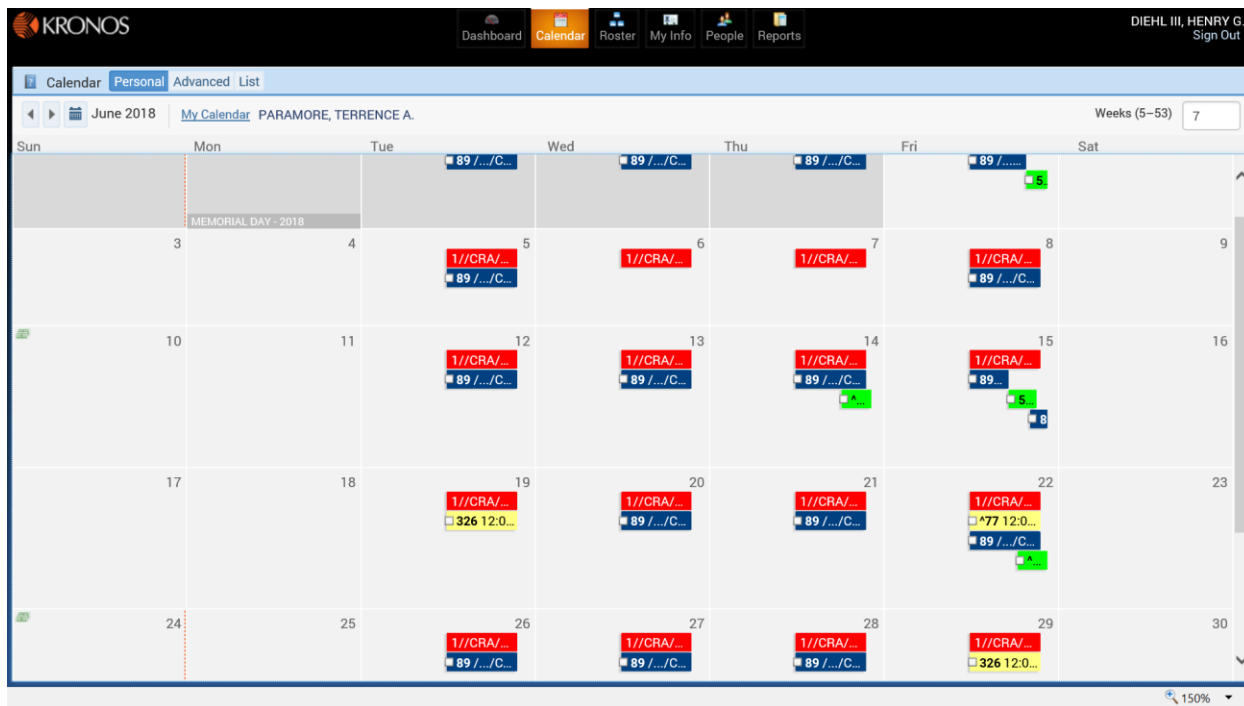 KRONOS
Dashboard Calendar Roster My Info People Reports
DIEHL III, HENRY G.
Sign Out
Calendar Personal Advanced List
June 2018 My Calendar PARAMORE, TERRENCE A. Weeks (5–53) 7
Sun Mon Tue Wed Thu Fri Sat
89 /.../C... 89 /.../C... 89 /.../C... 89 /......
5.
MEMORIAL DAY - 2018
3 4 5 6 7 8 9
1//CRA/... 1//CRA/... 1//CRA/... 1//CRA/...
89 /.../C... 89 /.../C...
10 11 12 13 14 15 16
1//CRA/... 1//CRA/... 1//CRA/... 1//CRA/...
89 /.../C... 89 /.../C... 89 /.../C... 89...
^... 5...
8
17 18 19 20 21 22 23
1//CRA/... 1//CRA/... 1//CRA/... 1//CRA/...
326 12:0... 89 /.../C... 89 /.../C... ^77 12:0...
89 /.../C...
^...
24 25 26 27 28 29 30
1//CRA/... 1//CRA/... 1//CRA/... 1//CRA/...
89 /.../C... 89 /.../C... 89 /.../C... 326 12:0...
150%